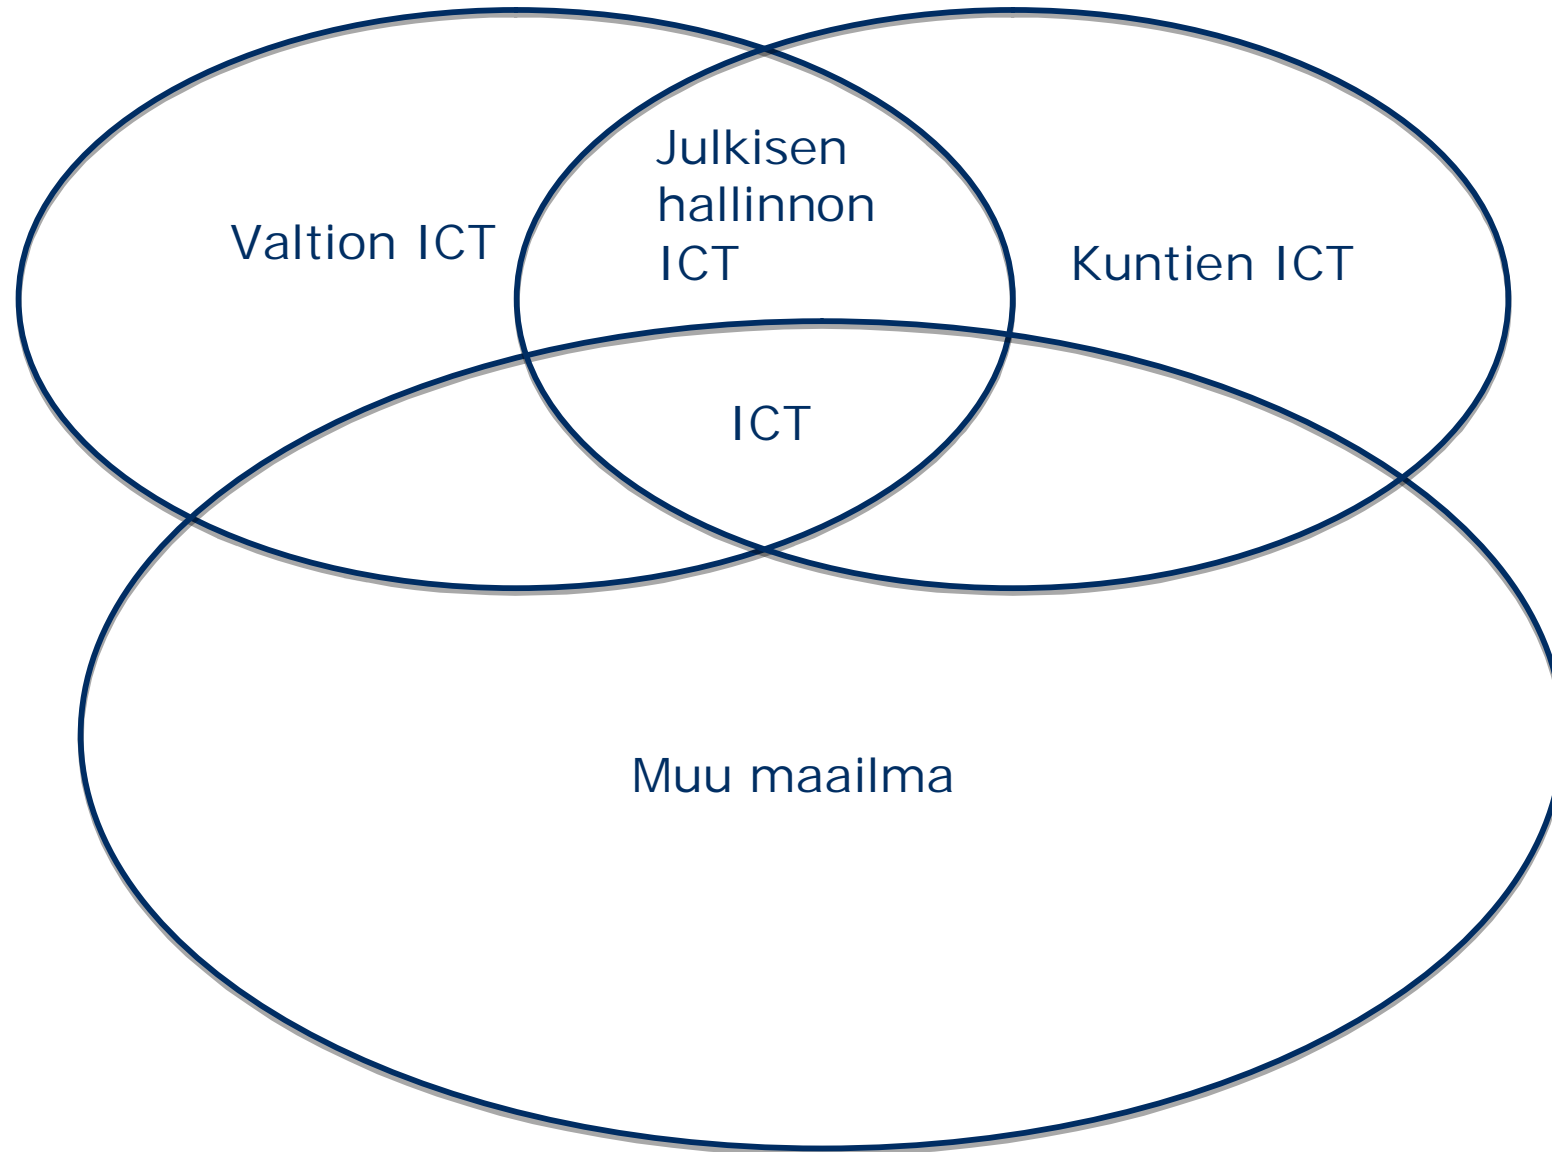 Julkisen
hallinnon
ICT
Valtion ICT
Kuntien ICT
ICT
Muu maailma